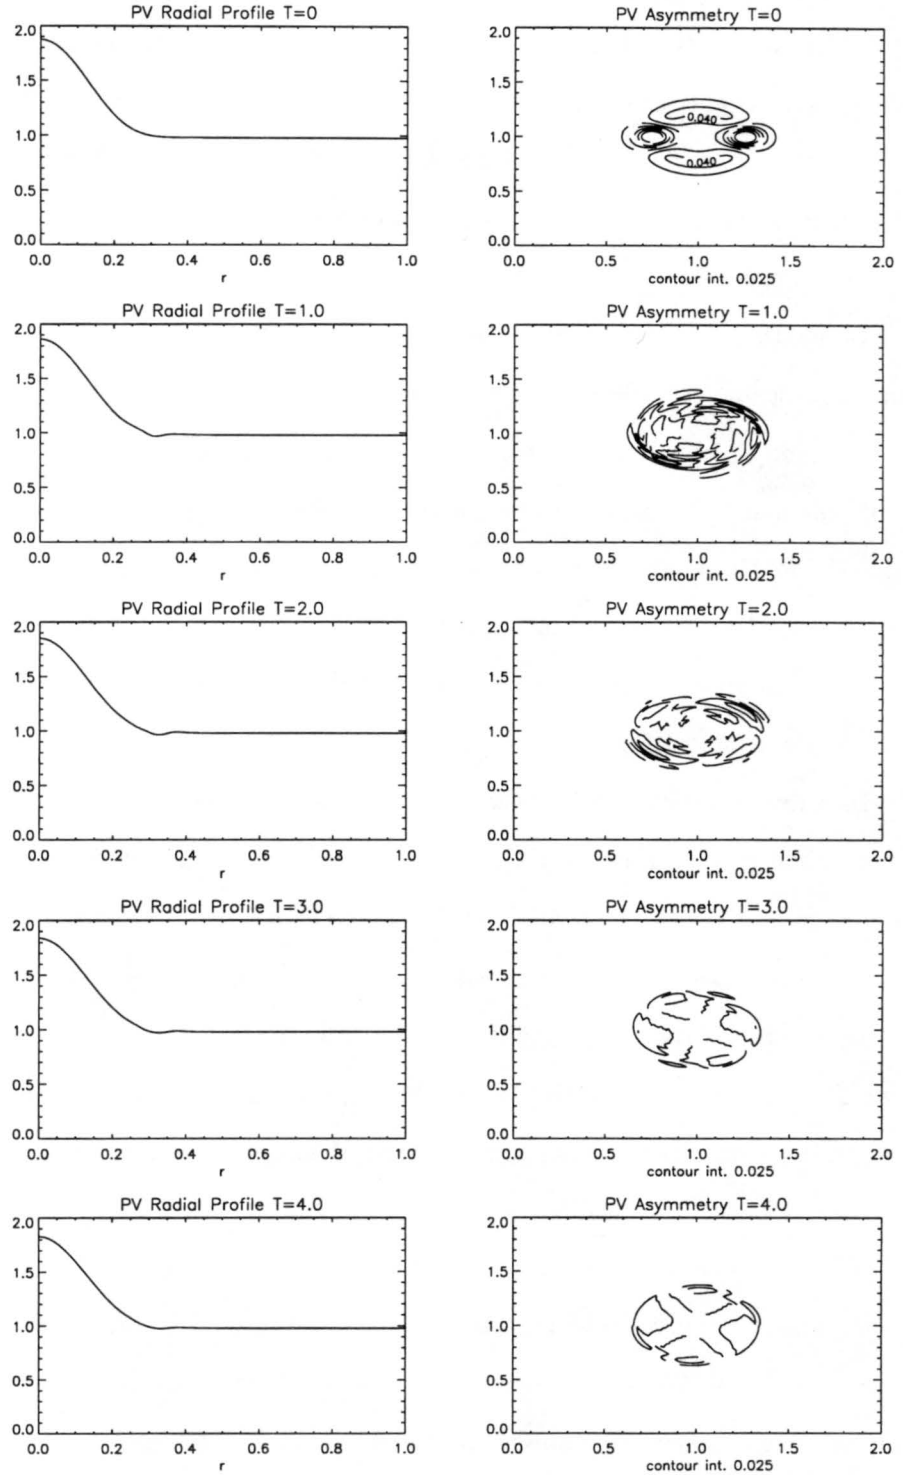 PV Radial Profile T=0
2.0
1.5
1.0
0.5
0.0
0.0 0.2 0.4 0.6 0.8 1.0
r
PV Asymmetry T=0
2.0
1.5
1.0
0.5
0.0
0.040
0.040
0.0 0.5 1.0 1.5 2.0
contour int. 0.025
PV Radial Profile T=1.0
2.0
1.5
1.0
0.5
0.0
0.0 0.2 0.4 0.6 0.8 1.0
r
PV Asymmetry T=1.0
2.0
1.5
1.0
0.5
0.0
0.0 0.5 1.0 1.5 2.0
contour int. 0.025
PV Radial Profile T=2.0
2.0
1.5
1.0
0.5
0.0
0.0 0.2 0.4 0.6 0.8 1.0
r
PV Asymmetry T=2.0
2.0
1.5
1.0
0.5
0.0
0.0 0.5 1.0 1.5 2.0
contour int. 0.025
PV Radial Profile T=3.0
2.0
1.5
1.0
0.5
0.0
0.0 0.2 0.4 0.6 0.8 1.0
r
PV Asymmetry T=3.0
2.0
1.5
1.0
0.5
0.0
0.0 0.5 1.0 1.5 2.0
contour int. 0.025
PV Radial Profile T=4.0
2.0
1.5
1.0
0.5
0.0
0.0 0.2 0.4 0.6 0.8 1.0
r
PV Asymmetry T=4.0
2.0
1.5
1.0
0.5
0.0
0.0 0.5 1.0 1.5 2.0
contour int. 0.025